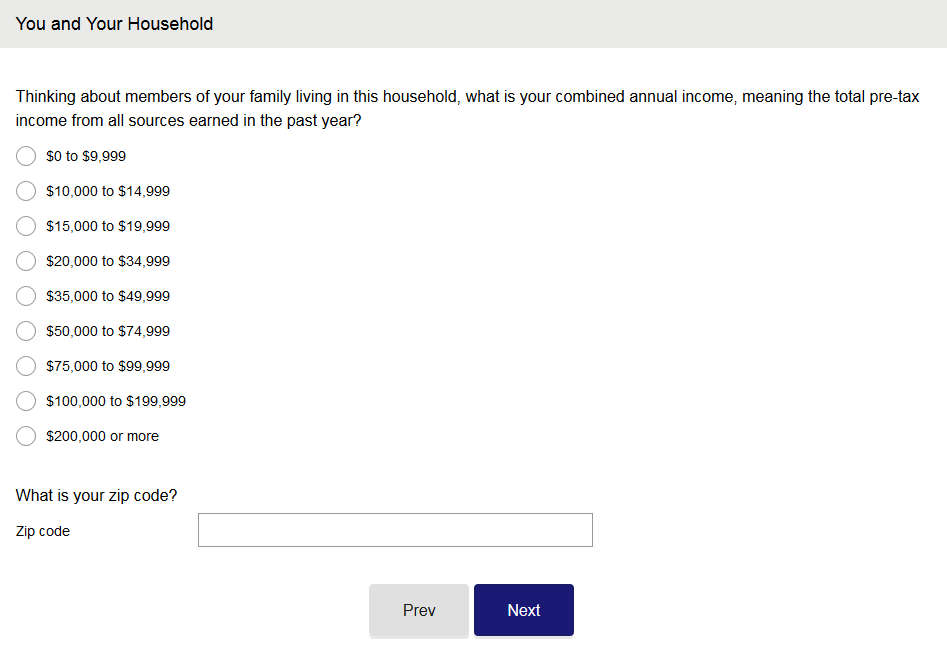 You and Your Household
Thinking about members of your family living in this household, what is your combined annual income, meaning the total pre-tax
income from all sources earned in the past year?
$0 to $9,999
$10,000 to $14,999
$15,000 to $19,999
$20,000 to $34,999
$35,000 to $49,999
$50,000 to $74,999
$75,000 to $99,999
$100,000 to $199,999
$200,000 or more
What is your zip code?
Zip code
Prev Next